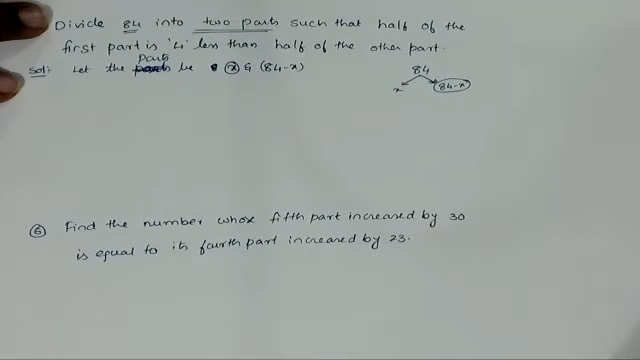 Divide 84 into two parts such that half of the
first part is '4' less than half of the other part.
Sol:- Let the parts be x & (84-x)
84
x
84-x
6 Find the number whose fifth part increased by 30
is equal to its fourth part increased by 23.